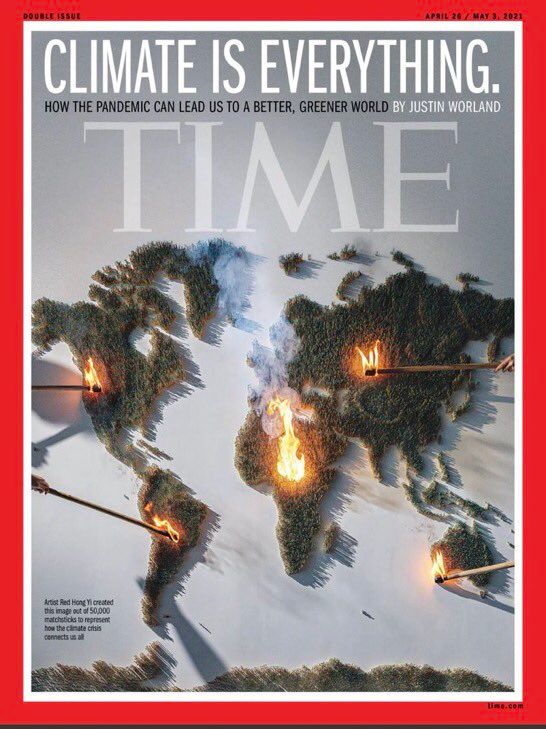 DOUBLE ISSUE
APRIL 26 / MAY 3, 2021
CLIMATE IS EVERYTHING.
HOW THE PANDEMIC CAN LEAD US TO A BETTER, GREENER WORLD BY JUSTIN WORLAND
TIME
Artist Red Hong Yi created
this image out of 50,000
matchsticks to represent
how the climate crisis
connects us all
time.com